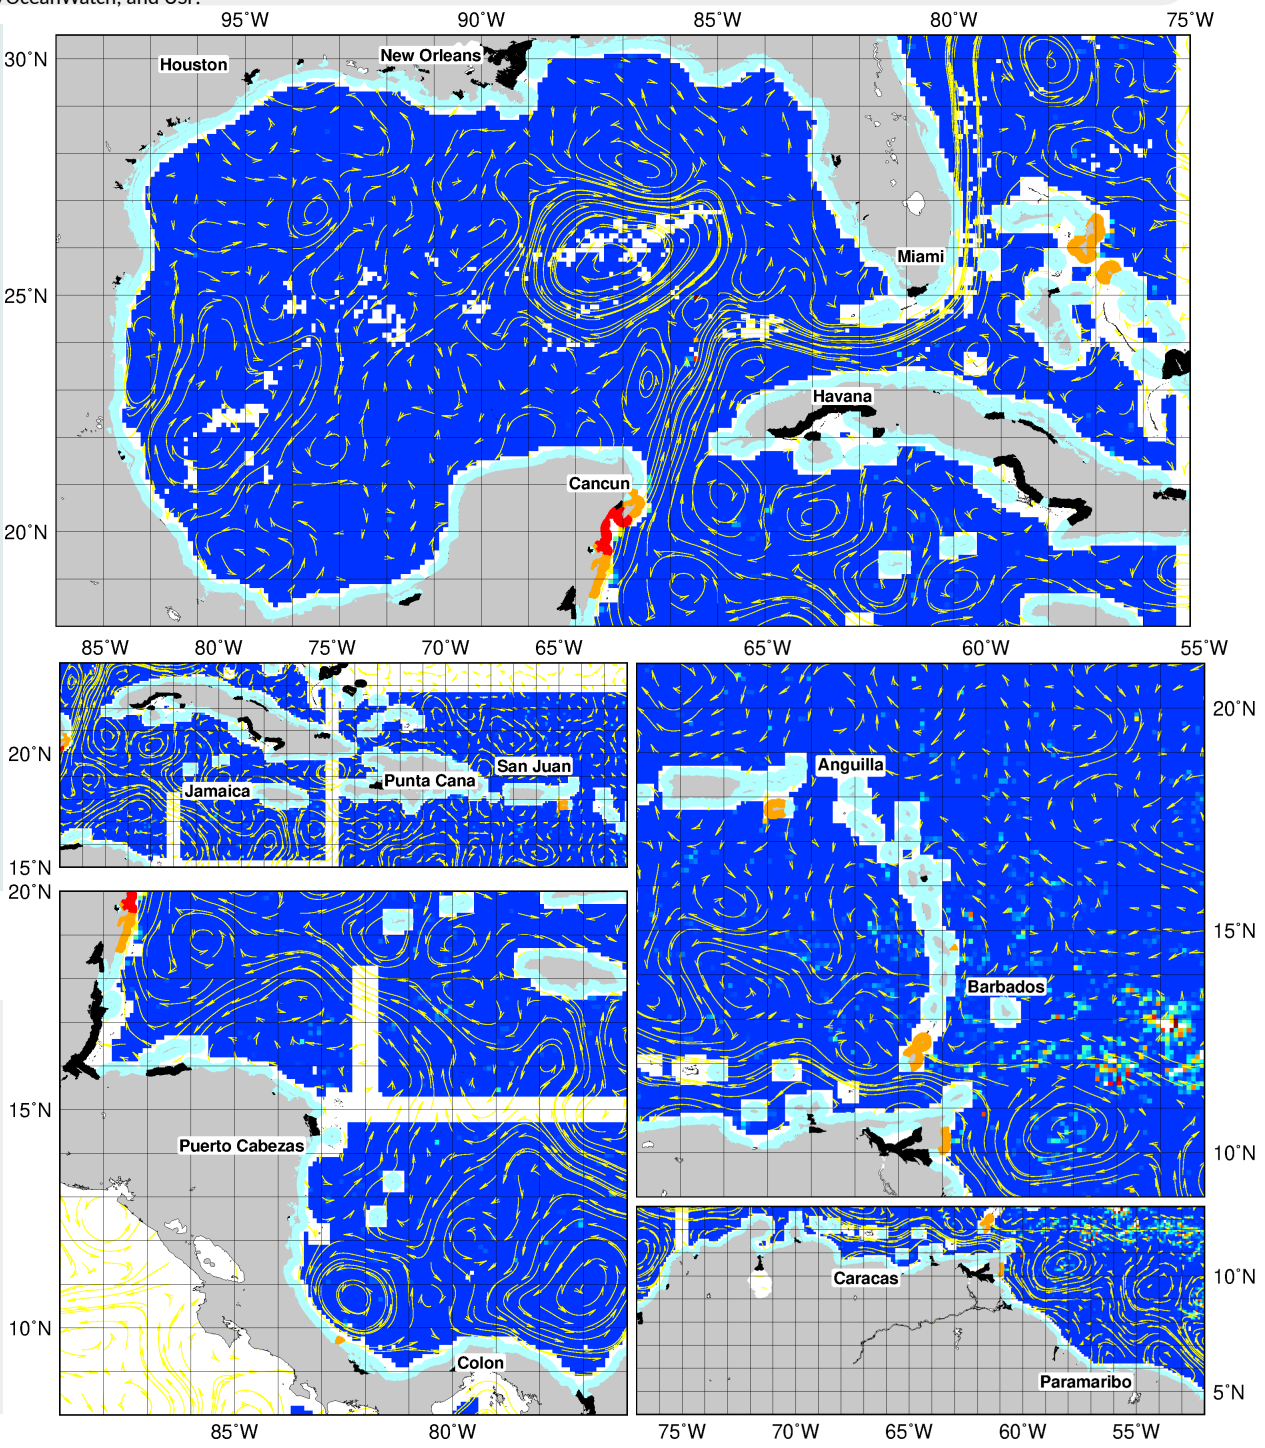 /OceanWatch, and USF.
95°W 90°W 85°W 80°W 75°W
30°N
Houston
New Orleans
Miami
25°N
Havana
Cancun
20°N
85°W 80°W 75°W 70°W 65°W
65°W 60°W 55°W
20°N
Jamaica
Punta Cana
San Juan
15°N
20°N
Anguilla
15°N
Barbados
10°N
20°N
15°N
Puerto Cabezas
10°N
Colon
85°W 80°W
Caracas
10°N
Paramaribo
5°N
75°W 70°W 65°W 60°W 55°W